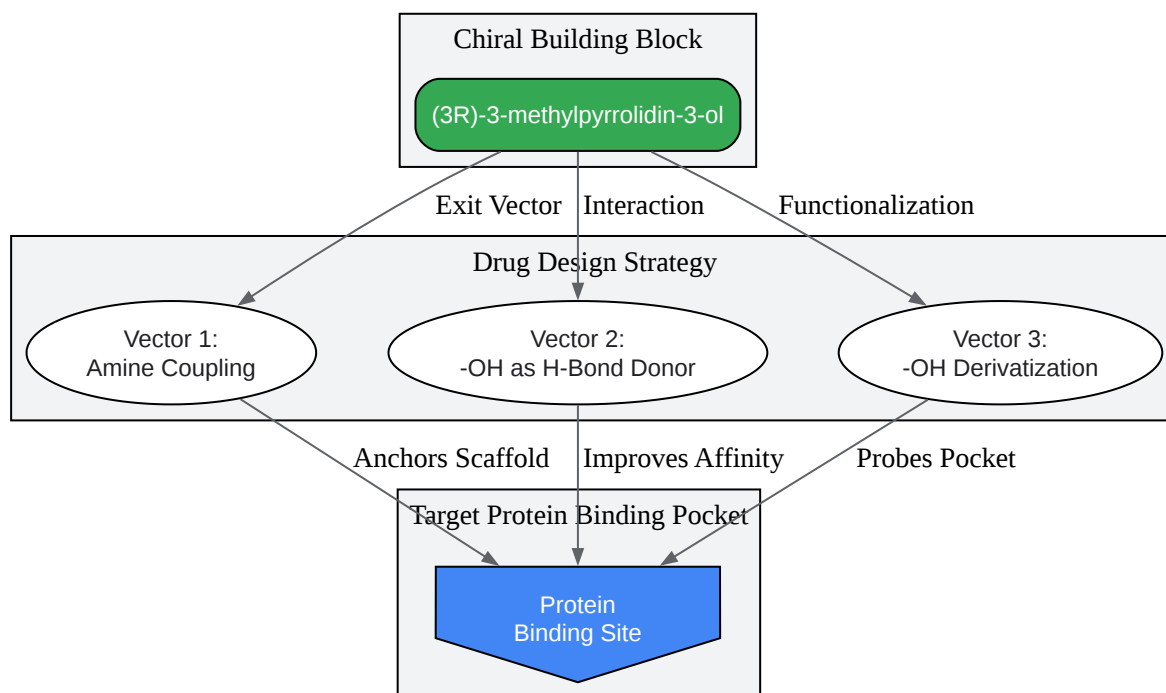 Chiral Building Block
(3R)-3-methylpyrrolidin-3-ol
Exit Vector
Interaction
Functionalization
Drug Design Strategy
Vector 1:
Amine Coupling
Vector 2:
-OH as H-Bond Donor
Vector 3:
-OH Derivatization
Anchors Scaffold
Improves Affinity
Probes Pocket
Target Protein Binding Pocket
Protein
Binding Site